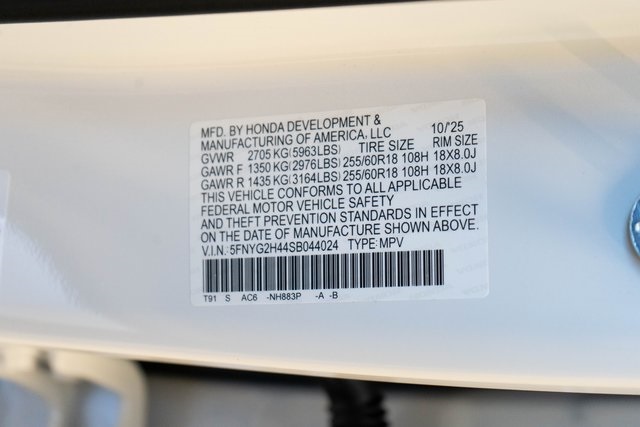 MFD. BY HONDA DEVELOPMENT &
MANUFACTURING OF AMERICA, LLC 10/'25
GVWR 2705 KG(5963LBS) TIRE SIZE RIM SIZE
GAWR F 1350 KG(2976LBS) 255/60R18 108H 18X8.0J
GAWR R 1435 KG(3164LBS) 255/60R18 108H 18X8.0J
THIS VEHICLE CONFORMS TO ALL APPLICABLE
FEDERAL MOTOR VEHICLE SAFETY
AND THEFT PREVENTION STANDARDS IN EFFECT
ON THE DATE OF MANUFACTURE SHOWN ABOVE.
V.I.N. 5FNYG2H44SB044024 TYPE:MPV
T91 S AC6 -NH883P -A -B